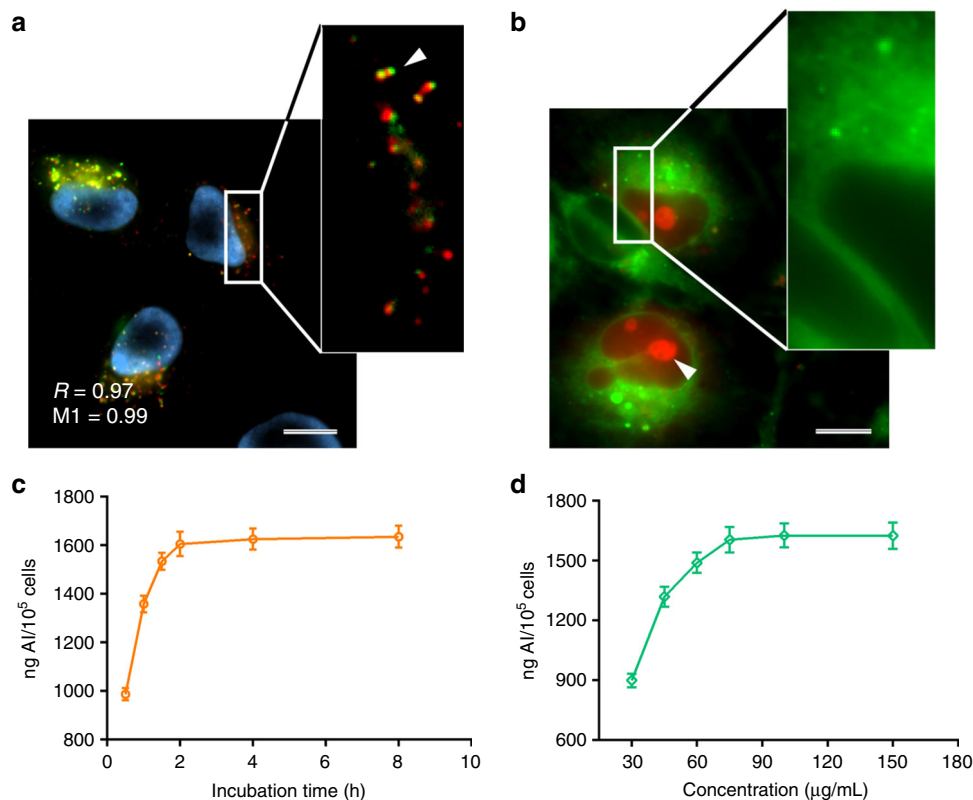 a
b
R = 0.97
M1 = 0.99
c
d
1800
1600
1400
1200
1000
800
ng Al/10⁵ cells
0
2
4
6
8
10
Incubation time (h)
1800
1500
1200
900
600
ng Al/10⁵ cells
30
60
90
120
150
180
Concentration (μg/mL)